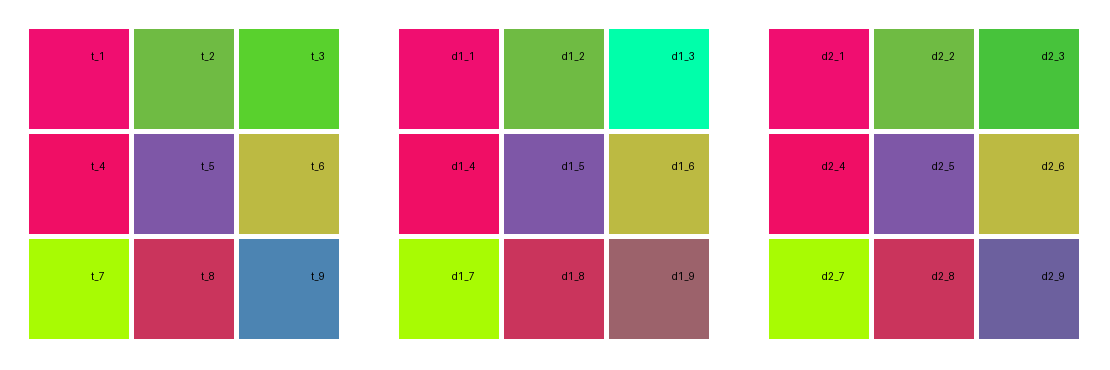 t_1 t_2 t_3 d1_1 d1_2 d1_3 d2_1 d2_2 d2_3
t_4 t_5 t_6 d1_4 d1_5 d1_6 d2_4 d2_5 d2_6
t_7 t_8 t_9 d1_7 d1_8 d1_9 d2_7 d2_8 d2_9